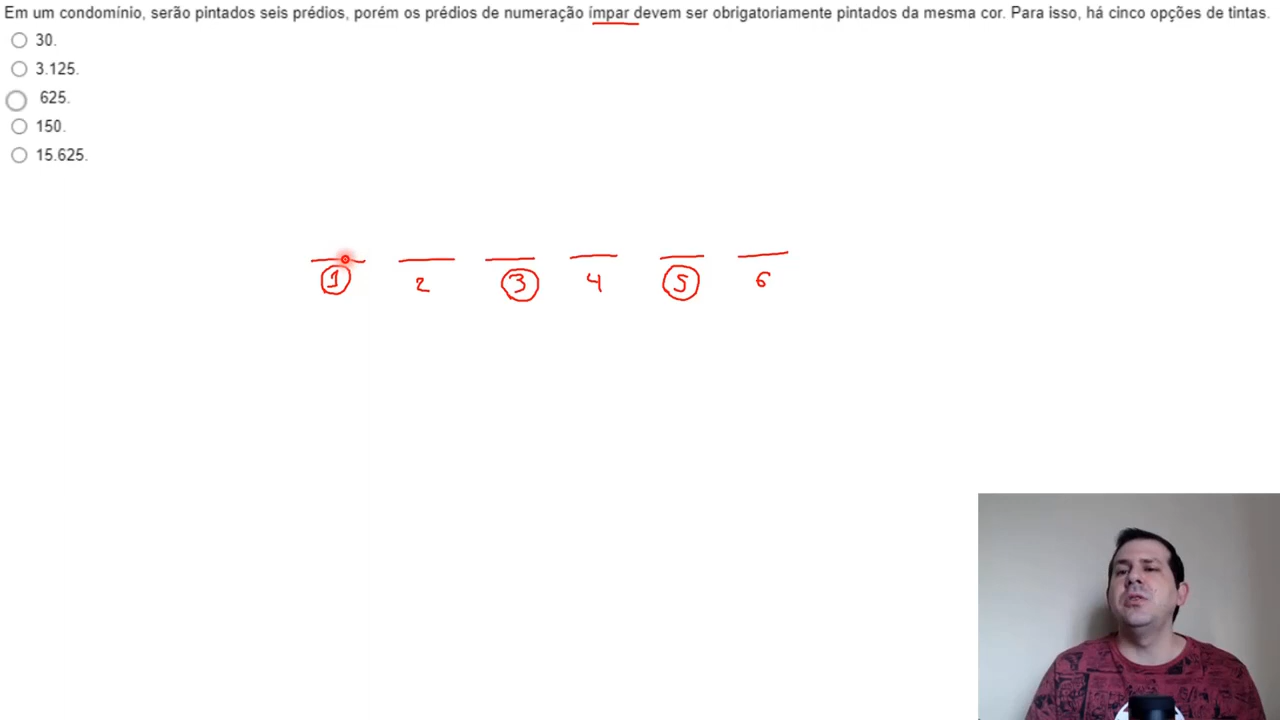 Em um condomínio, serão pintados seis prédios, porém os prédios de numeração ímpar devem ser obrigatoriamente pintados da mesma cor. Para isso, há cinco opções de tintas.
30.
3.125.
625.
150.
15.625.
1 2 3 4 5 6